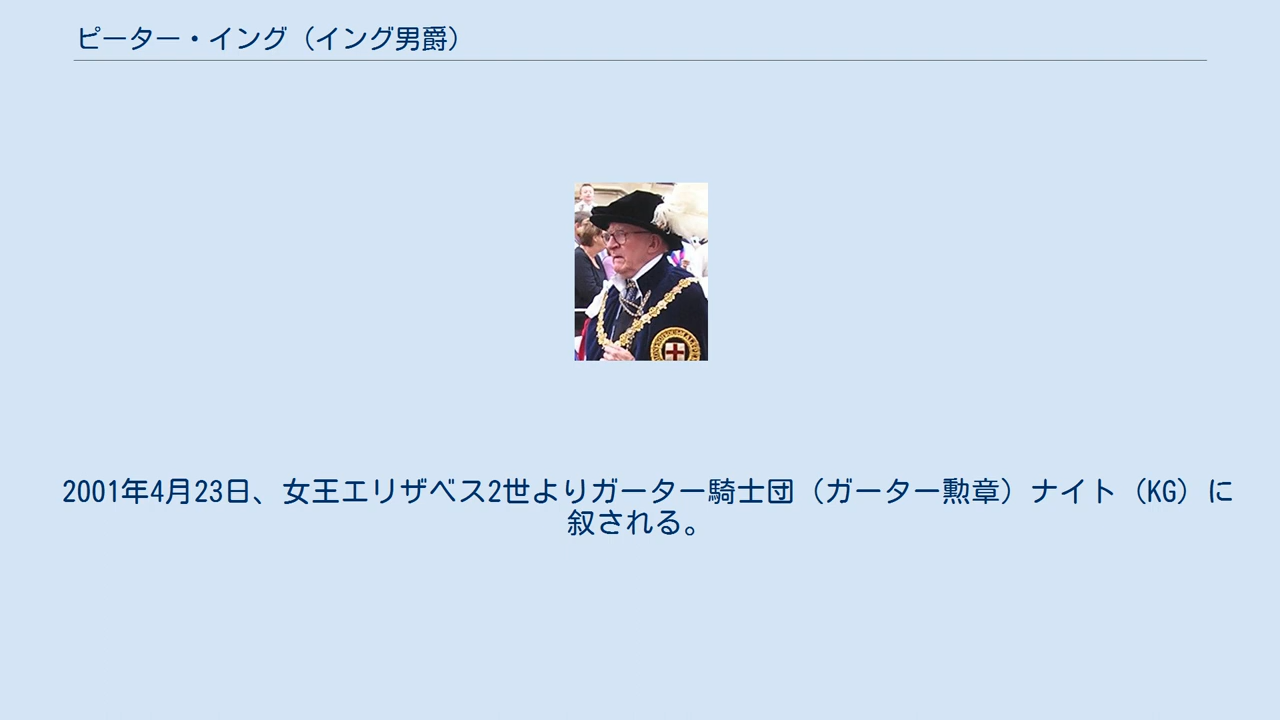 ピーター・イング（イング男爵）
2001年4月23日、女王エリザベス2世よりガーター騎士団（ガーター勲章）ナイト（KG）に
叙される。